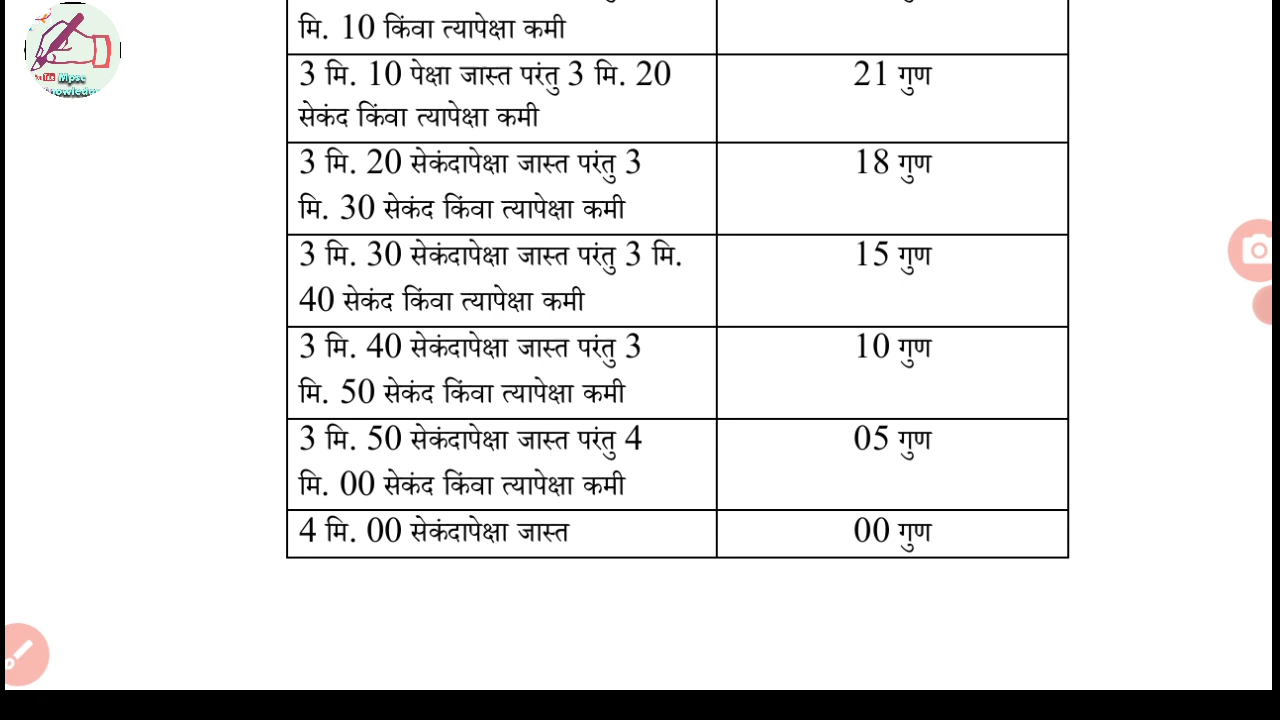 Mpsc
मि. 10 किंवा त्यापेक्षा कमी
3 मि. 10 पेक्षा जास्त परंतु 3 मि. 20
सेकंद किंवा त्यापेक्षा कमी
21 गुण
3 मि. 20 सेकंदापेक्षा जास्त परंतु 3
मि. 30 सेकंद किंवा त्यापेक्षा कमी
18 गुण
3 मि. 30 सेकंदापेक्षा जास्त परंतु 3 मि.
40 सेकंद किंवा त्यापेक्षा कमी
15 गुण
3 मि. 40 सेकंदापेक्षा जास्त परंतु 3
मि. 50 सेकंद किंवा त्यापेक्षा कमी
10 गुण
3 मि. 50 सेकंदापेक्षा जास्त परंतु 4
मि. 00 सेकंद किंवा त्यापेक्षा कमी
05 गुण
4 मि. 00 सेकंदापेक्षा जास्त
00 गुण